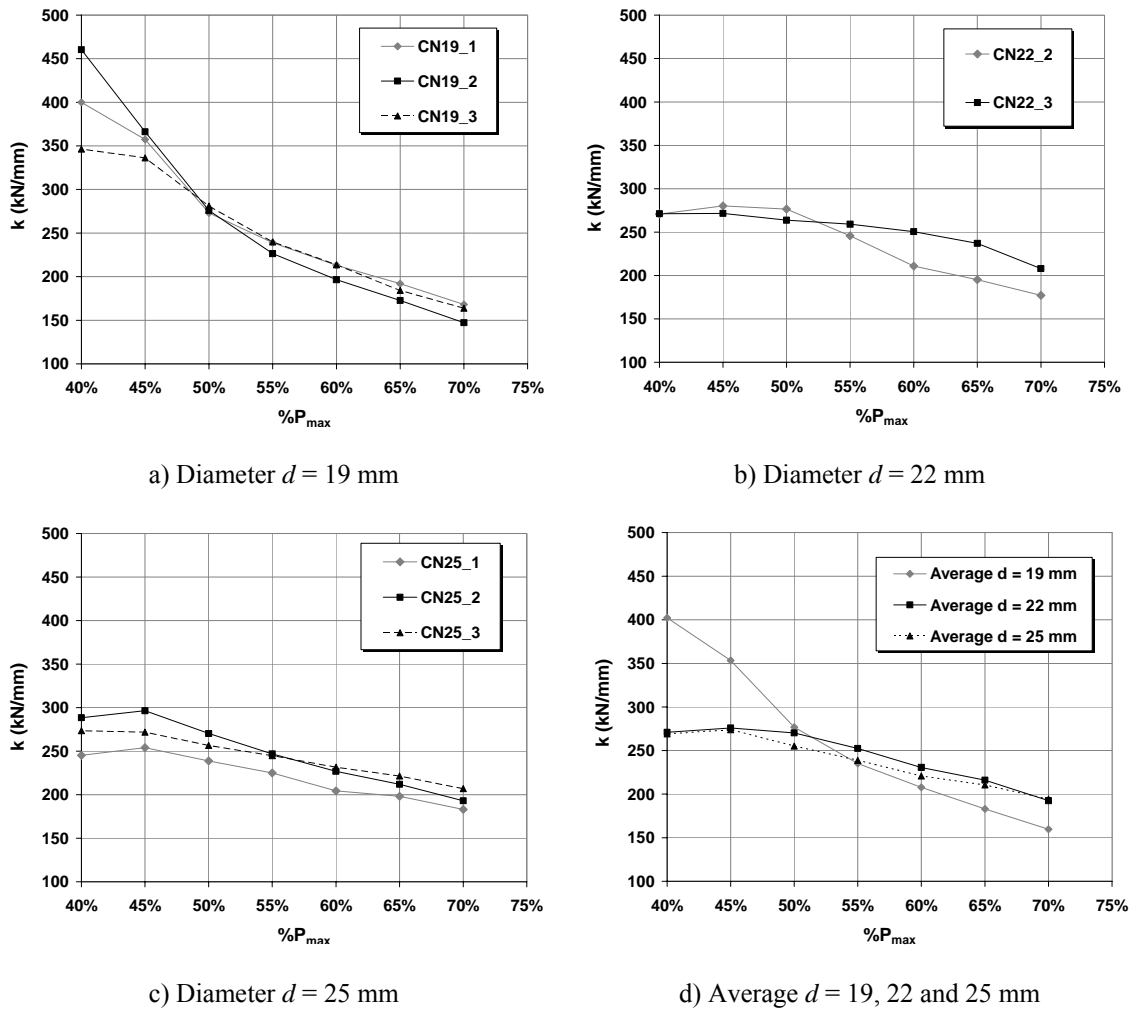 500
450
400
350
300
250
200
150
100
k (kN/mm)
CN19_1
CN19_2
CN19_3
40% 45% 50% 55% 60% 65% 70% 75%
%Pmax
a) Diameter d = 19 mm
500
450
400
350
300
250
200
150
100
k (kN/mm)
CN22_2
CN22_3
40% 45% 50% 55% 60% 65% 70% 75%
%Pmax
b) Diameter d = 22 mm
500
450
400
350
300
250
200
150
100
k (kN/mm)
CN25_1
CN25_2
CN25_3
40% 45% 50% 55% 60% 65% 70% 75%
%Pmax
c) Diameter d = 25 mm
500
450
400
350
300
250
200
150
100
k (kN/mm)
Average d = 19 mm
Average d = 22 mm
Average d = 25 mm
40% 45% 50% 55% 60% 65% 70% 75%
%Pmax
d) Average d = 19, 22 and 25 mm